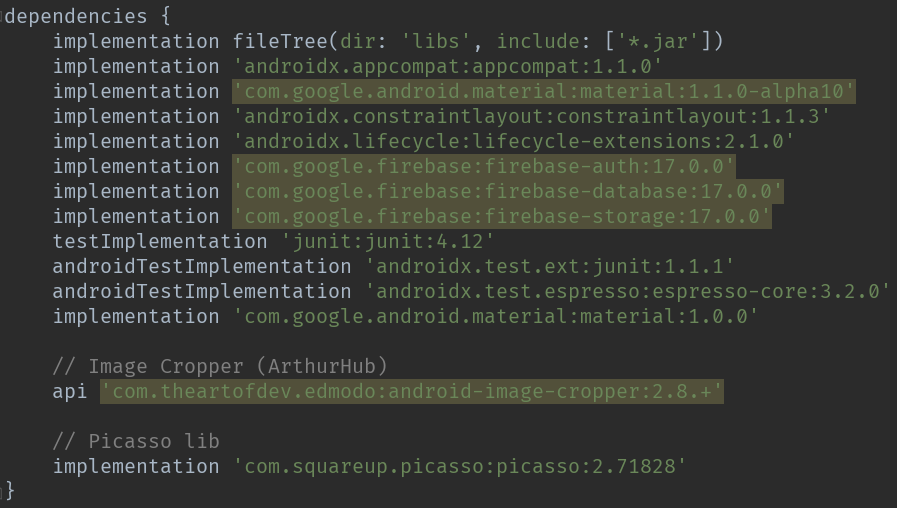 dependencies {
    implementation fileTree(dir: 'libs', include: ['*.jar'])
    implementation 'androidx.appcompat:appcompat:1.1.0'
    implementation 'com.google.android.material:material:1.1.0-alpha10'
    implementation 'androidx.constraintlayout:constraintlayout:1.1.3'
    implementation 'androidx.lifecycle:lifecycle-extensions:2.1.0'
    implementation 'com.google.firebase:firebase-auth:17.0.0'
    implementation 'com.google.firebase:firebase-database:17.0.0'
    implementation 'com.google.firebase:firebase-storage:17.0.0'
    testImplementation 'junit:junit:4.12'
    androidTestImplementation 'androidx.test.ext:junit:1.1.1'
    androidTestImplementation 'androidx.test.espresso:espresso-core:3.2.0'
    implementation 'com.google.android.material:material:1.0.0'

    // Image Cropper (ArthurHub)
    api 'com.theartofdev.edmodo:android-image-cropper:2.8.+'

    // Picasso lib
    implementation 'com.squareup.picasso:picasso:2.71828'
}